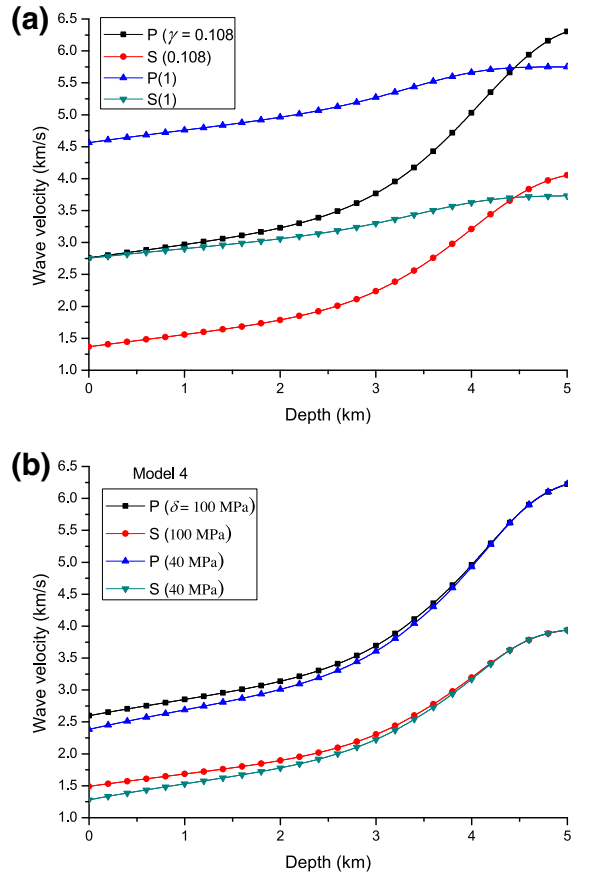 (a)
P (γ = 0.108
S (0.108)
P(1)
S(1)
6.5
6.0
5.5
5.0
4.5
4.0
3.5
3.0
2.5
2.0
1.5
1.0
Wave velocity (km/s)
0
1
2
3
4
5
Depth (km)
(b)
Model 4
P (δ = 100 MPa)
S (100 MPa)
P (40 MPa)
S (40 MPa)
6.5
6.0
5.5
5.0
4.5
4.0
3.5
3.0
2.5
2.0
1.5
1.0
Wave velocity (km/s)
0
1
2
3
4
5
Depth (km)